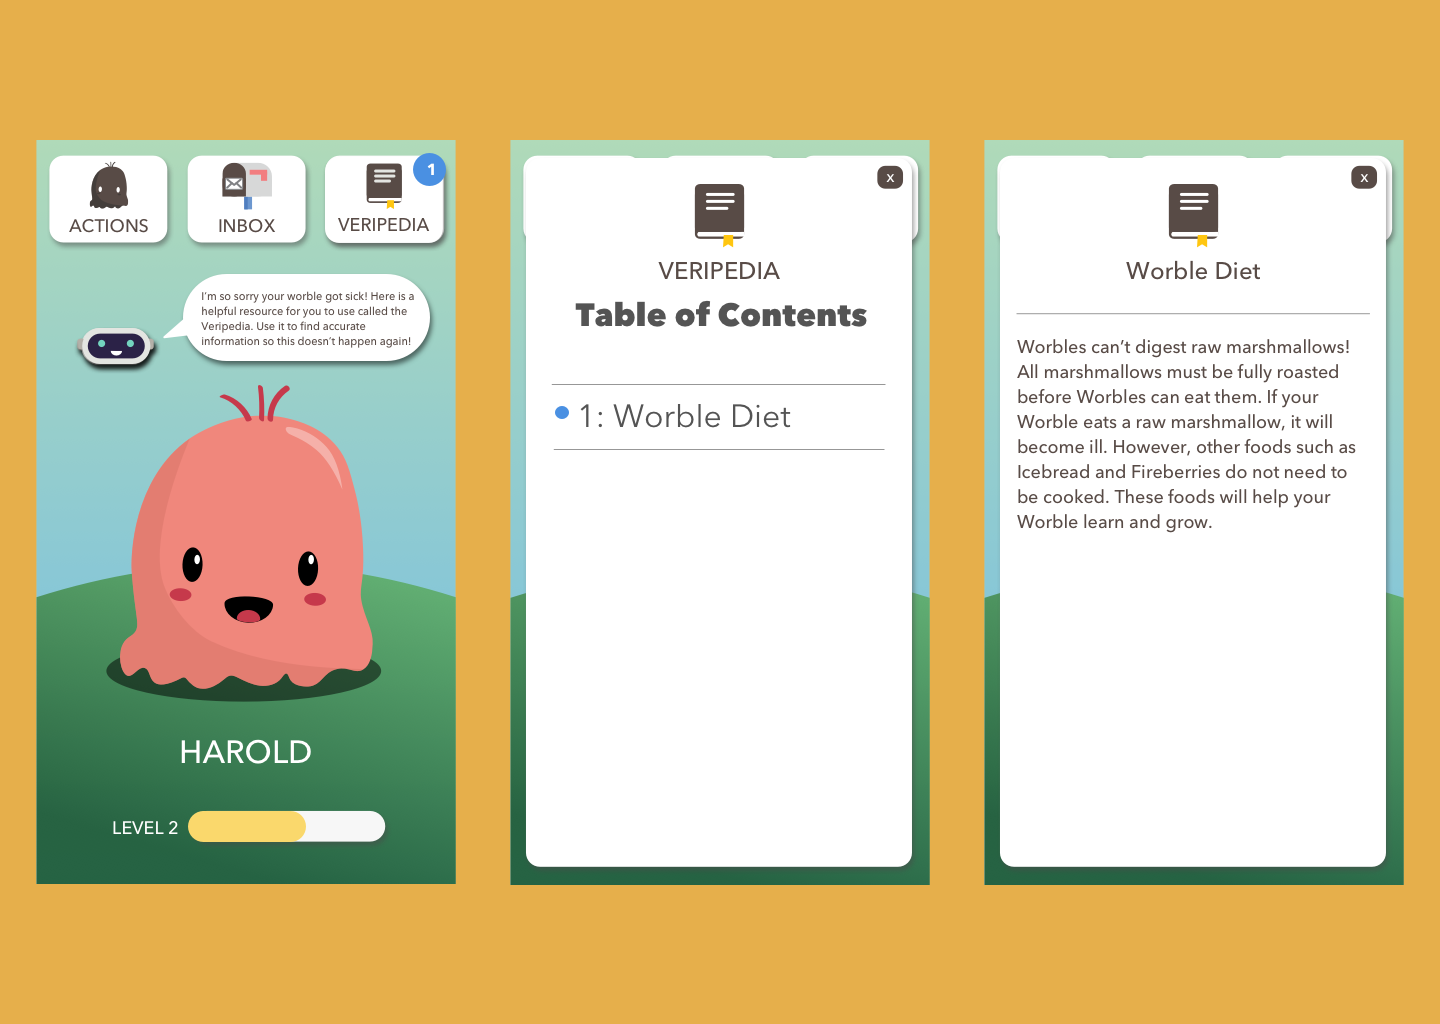 ACTIONS
INBOX
VERIPEDIA
1
I'm so sorry your worble got sick! Here is a
helpful resource for you to use called the
Veripedia. Use it to find accurate
information so this doesn't happen again!
HAROLD
LEVEL 2
x
VERIPEDIA
Table of Contents
1: Worble Diet
x
Worble Diet
Worbles can't digest raw marshmallows!
All marshmallows must be fully roasted
before Worbles can eat them. If your
Worble eats a raw marshmallow, it will
become ill. However, other foods such as
Icebread and Fireberries do not need to
be cooked. These foods will help your
Worble learn and grow.